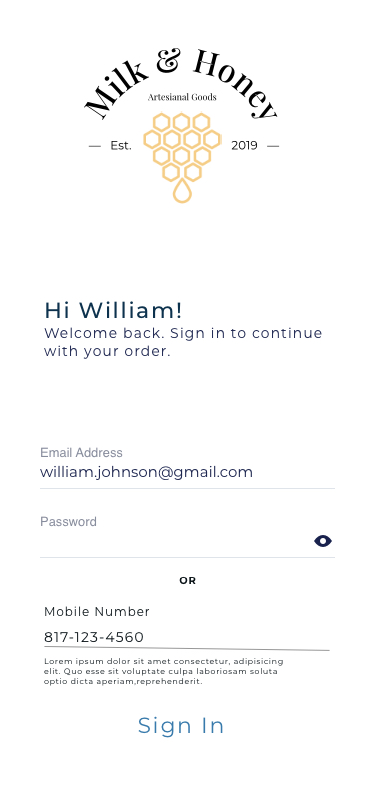 Milk & Honey
Artesianal Goods
— Est. 2019 —
Hi William!
Welcome back. Sign in to continue
with your order.
Email Address
william.johnson@gmail.com
Password
OR
Mobile Number
817-123-4560
Lorem ipsum dolor sit amet consectetur, adipisicing
elit. Quo esse sit voluptate culpa laboriosam soluta
optio dicta aperiam,reprehenderit.
Sign In